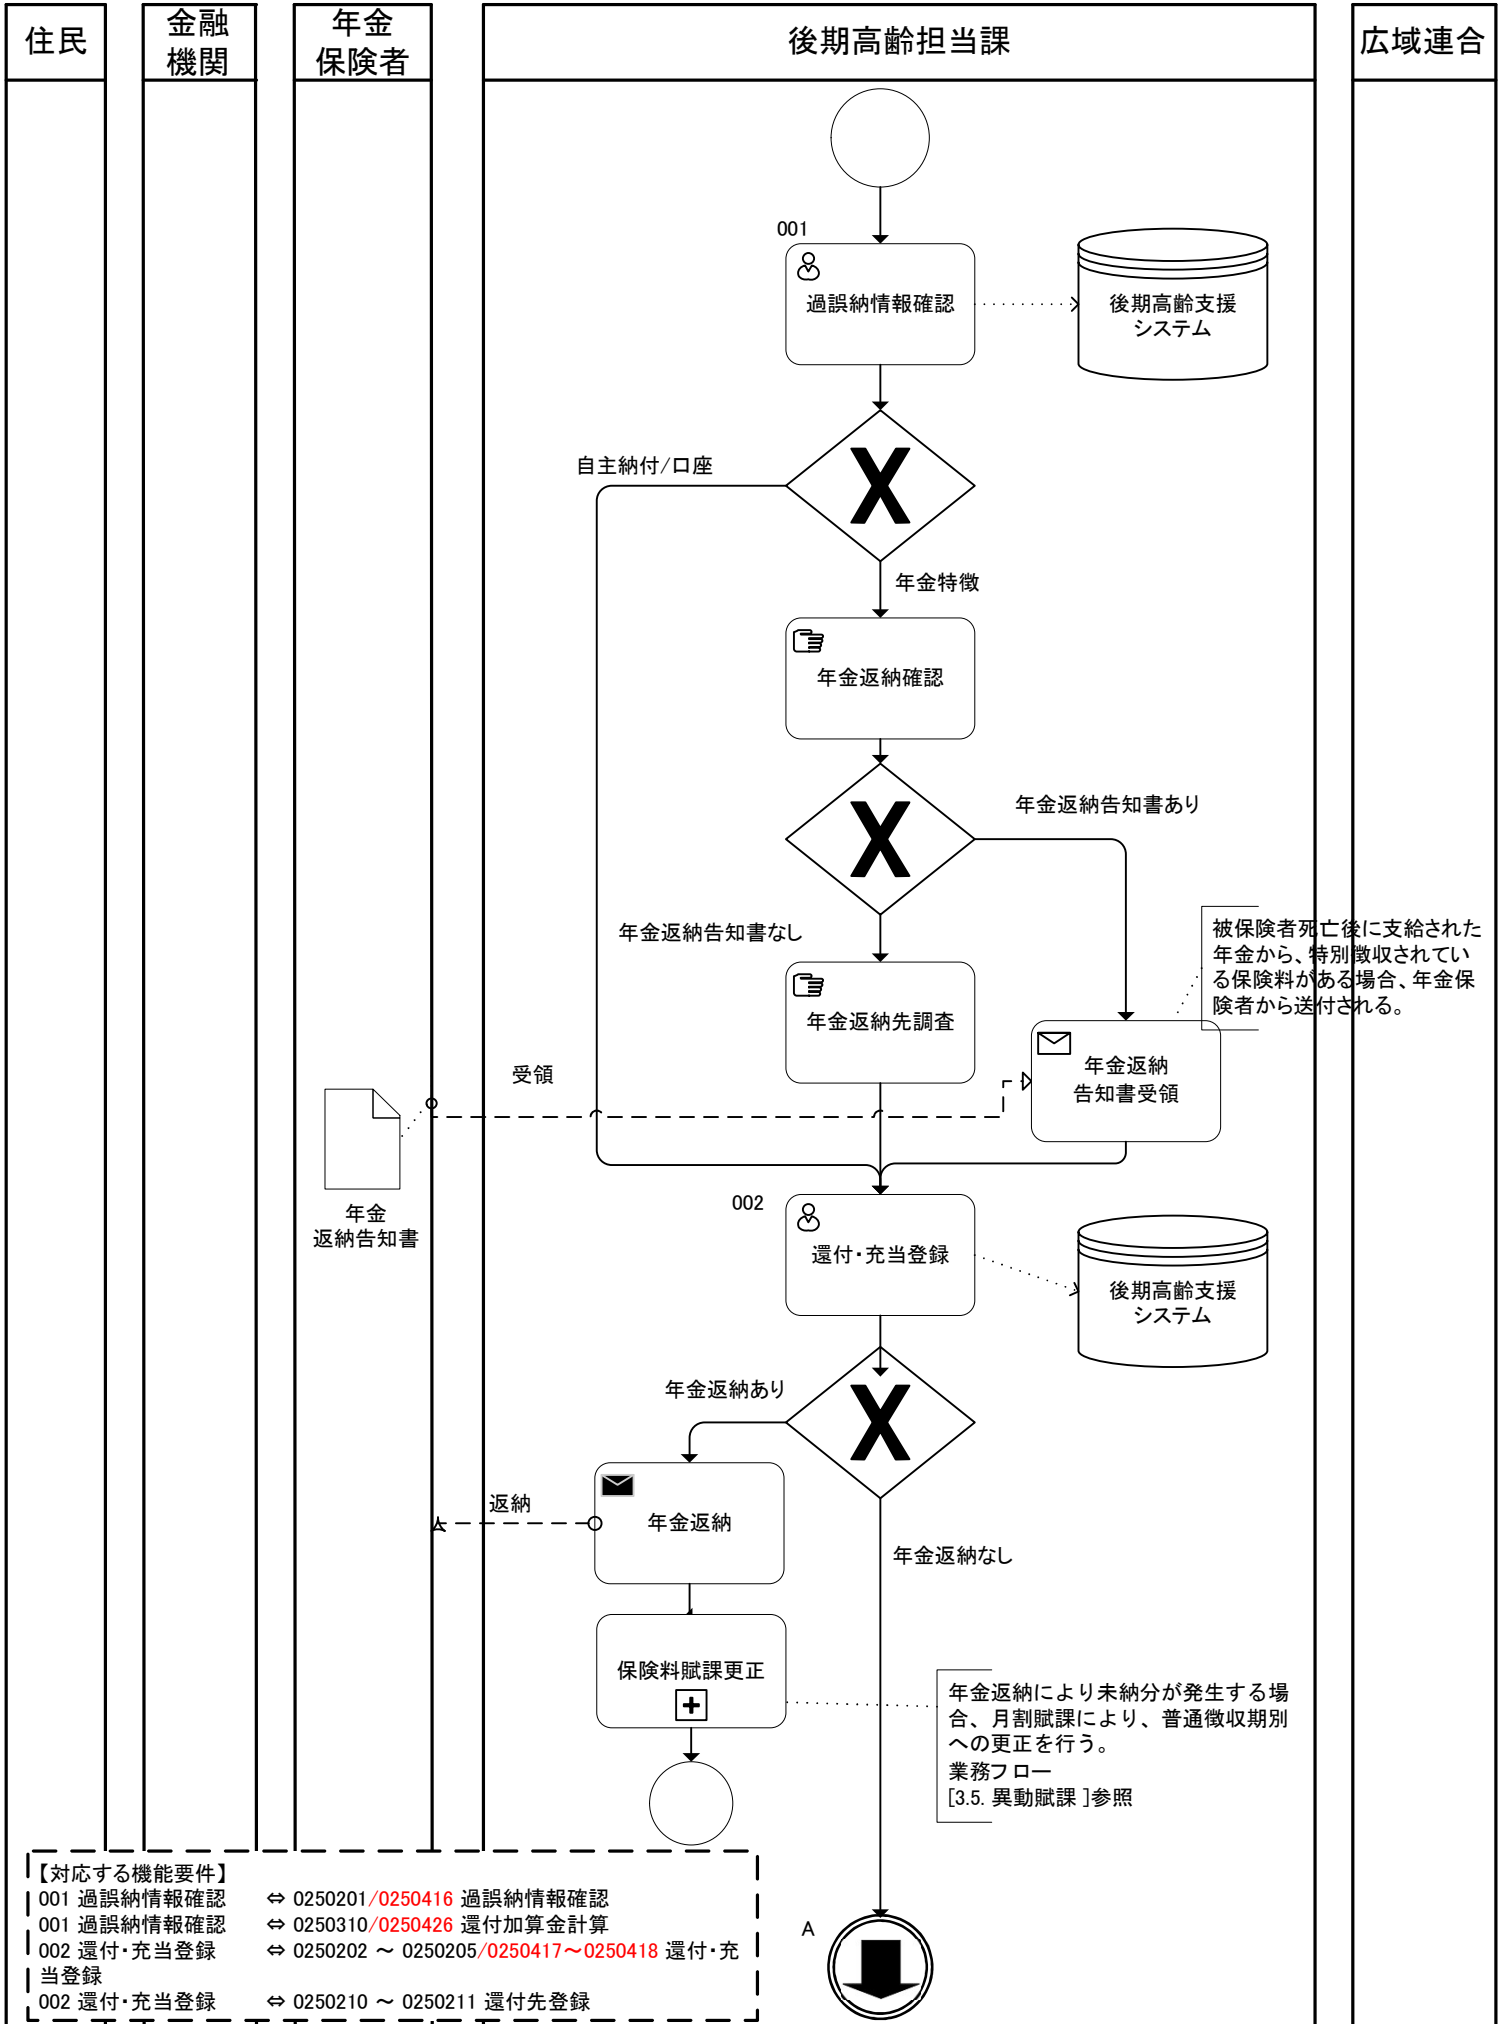 住民
金融
機関
年金
保険者
後期高齢担当課
広域連合
001
過誤納情報確認
後期高齢支援
システム
自主納付/口座
年金特徴
年金返納確認
年金返納告知書あり
年金返納告知書なし
被保険者死亡後に支給された
年金から、特別徴収されてい
る保険料がある場合、年金保
険者から送付される。
年金返納先調査
年金返納
告知書受領
受領
年金
返納告知書
002
還付・充当登録
後期高齢支援
システム
年金返納あり
返納
年金返納
年金返納なし
保険料賦課更正
年金返納により未納分が発生する場
合、月割賦課により、普通徴収期別
への更正を行う。
業務フロー
[3.5. 異動賦課 ]参照
【対応する機能要件】
001 過誤納情報確認 ⇔ 0250201/0250416 過誤納情報確認
001 過誤納情報確認 ⇔ 0250310/0250426 還付加算金計算
002 還付・充当登録 ⇔ 0250202 ～ 0250205/0250417～0250418 還付・充
当登録
002 還付・充当登録 ⇔ 0250210 ～ 0250211 還付先登録
A